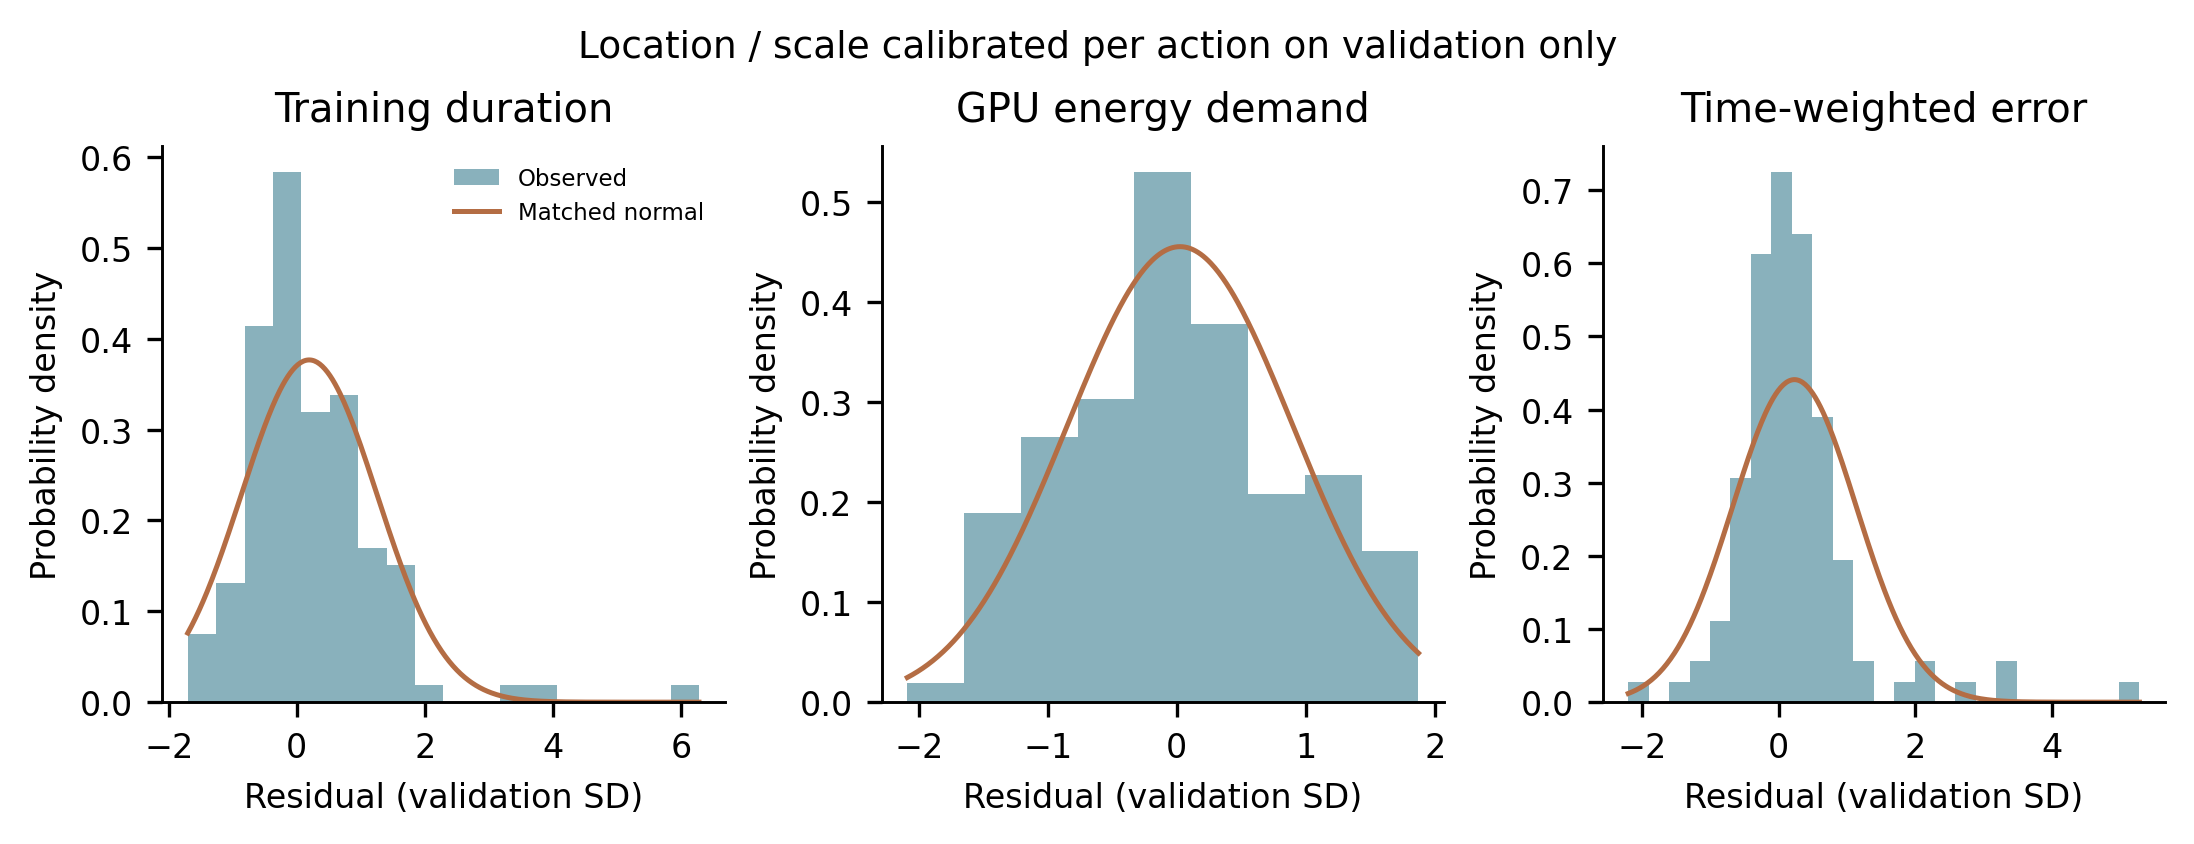 Location / scale calibrated per action on validation only
Training duration
GPU energy demand
Time-weighted error
Probability density
0.6
0.5
0.4
0.3
0.2
0.1
0.0
Observed
Matched normal
−2
0
2
4
6
Residual (validation SD)
Probability density
0.5
0.4
0.3
0.2
0.1
0.0
−2
−1
0
1
2
Residual (validation SD)
Probability density
0.7
0.6
0.5
0.4
0.3
0.2
0.1
0.0
−2
0
2
4
Residual (validation SD)